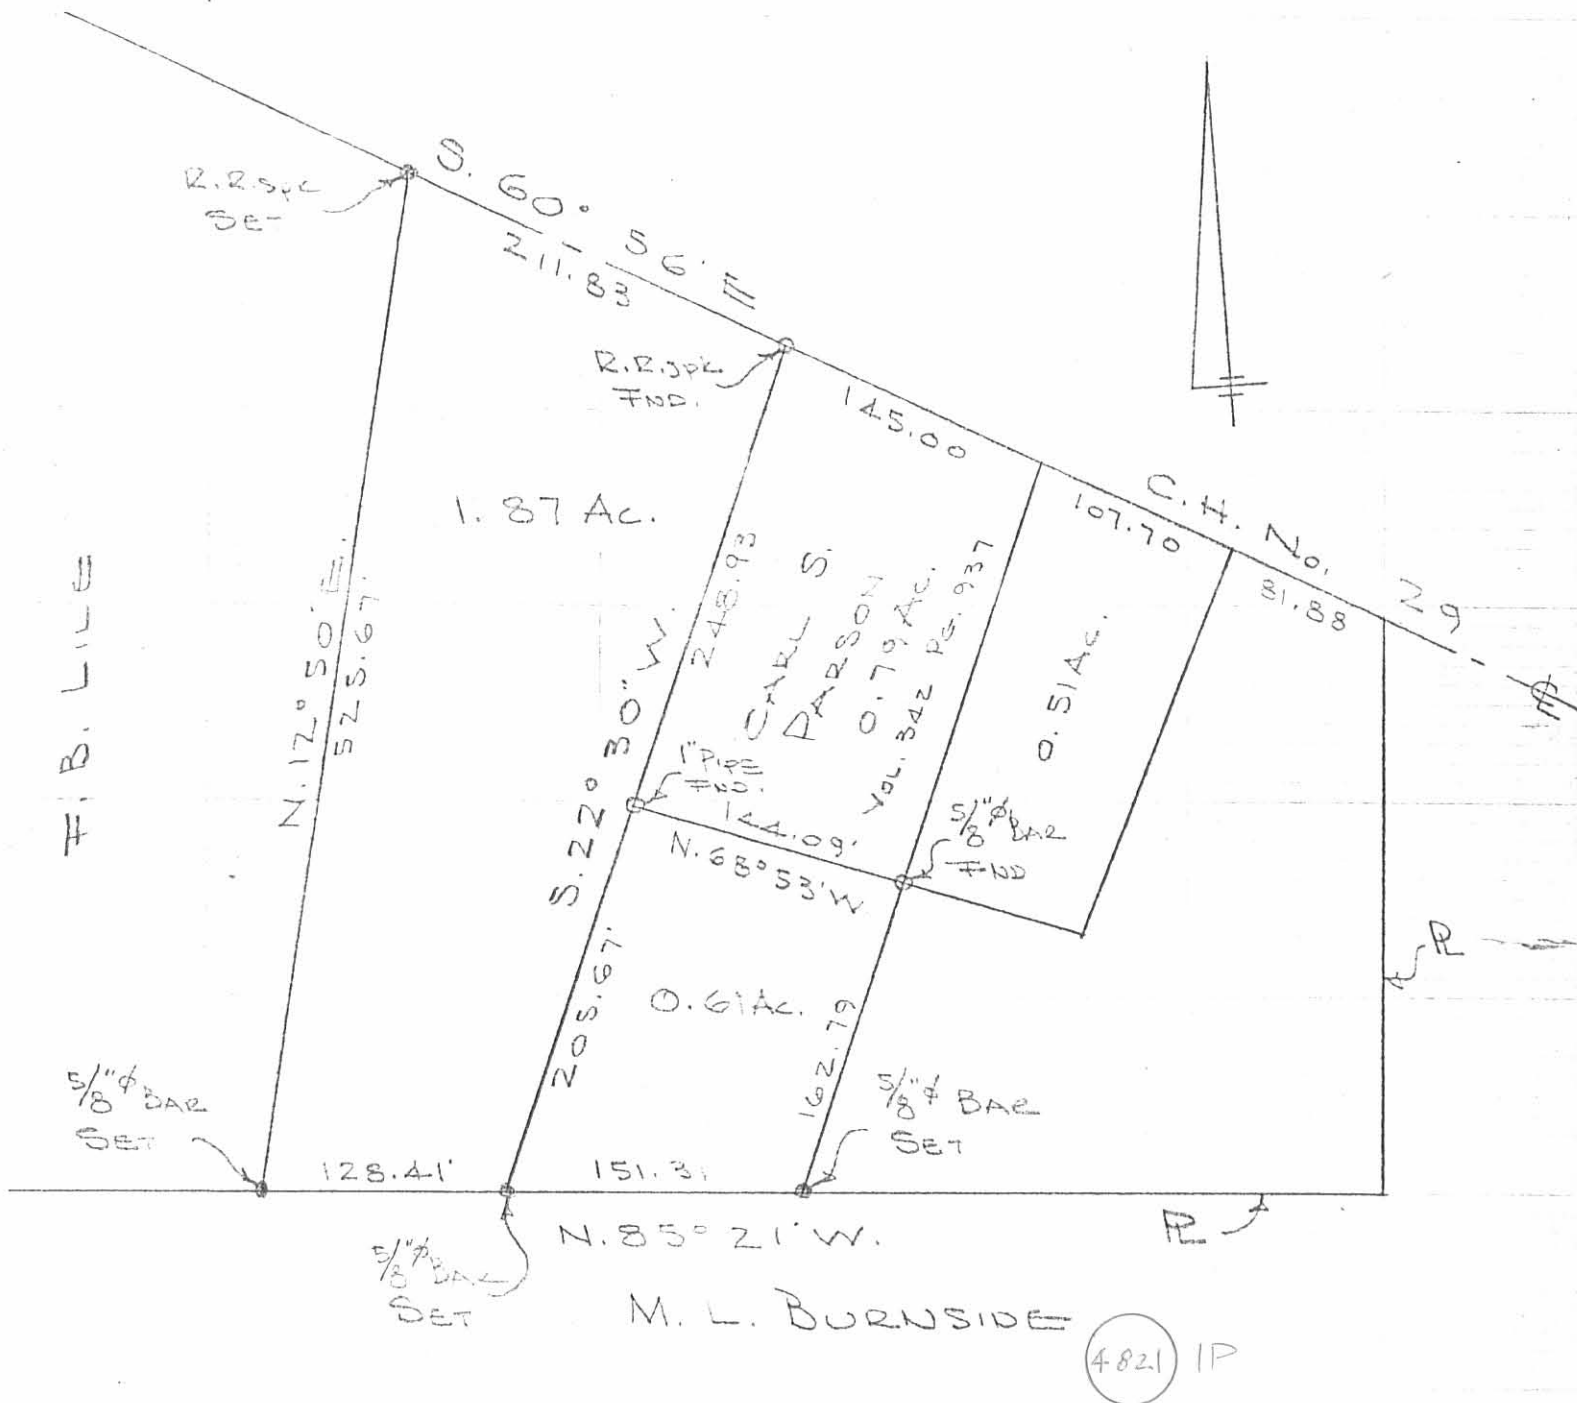 R.R.spk
SET
S. 60° 56' E
211.83
R.R.spk.
FND.
145.00
C.H. No. 29
107.70
81.88
F. B. LILE
N. 12° 50' E.
525.67'
1. 87 Ac.
S. 22° 30" W.
248.93
CARL S.
PARSON
0.79 Ac.
VOL. 342 PG. 937
0.51 Ac.
1" PIPE
FND.
144.09'
N. 68° 53' W
5/8" ϕ BAR
FND
205.67'
0.61 Ac.
162.79
PL
5/8" ϕ BAR
SET
128.41'
151.31
5/8" ϕ BAR
SET
N. 85° 21' W.
PL
5/8" ϕ BAR
SET
M. L. BURNSIDE
4821 1P